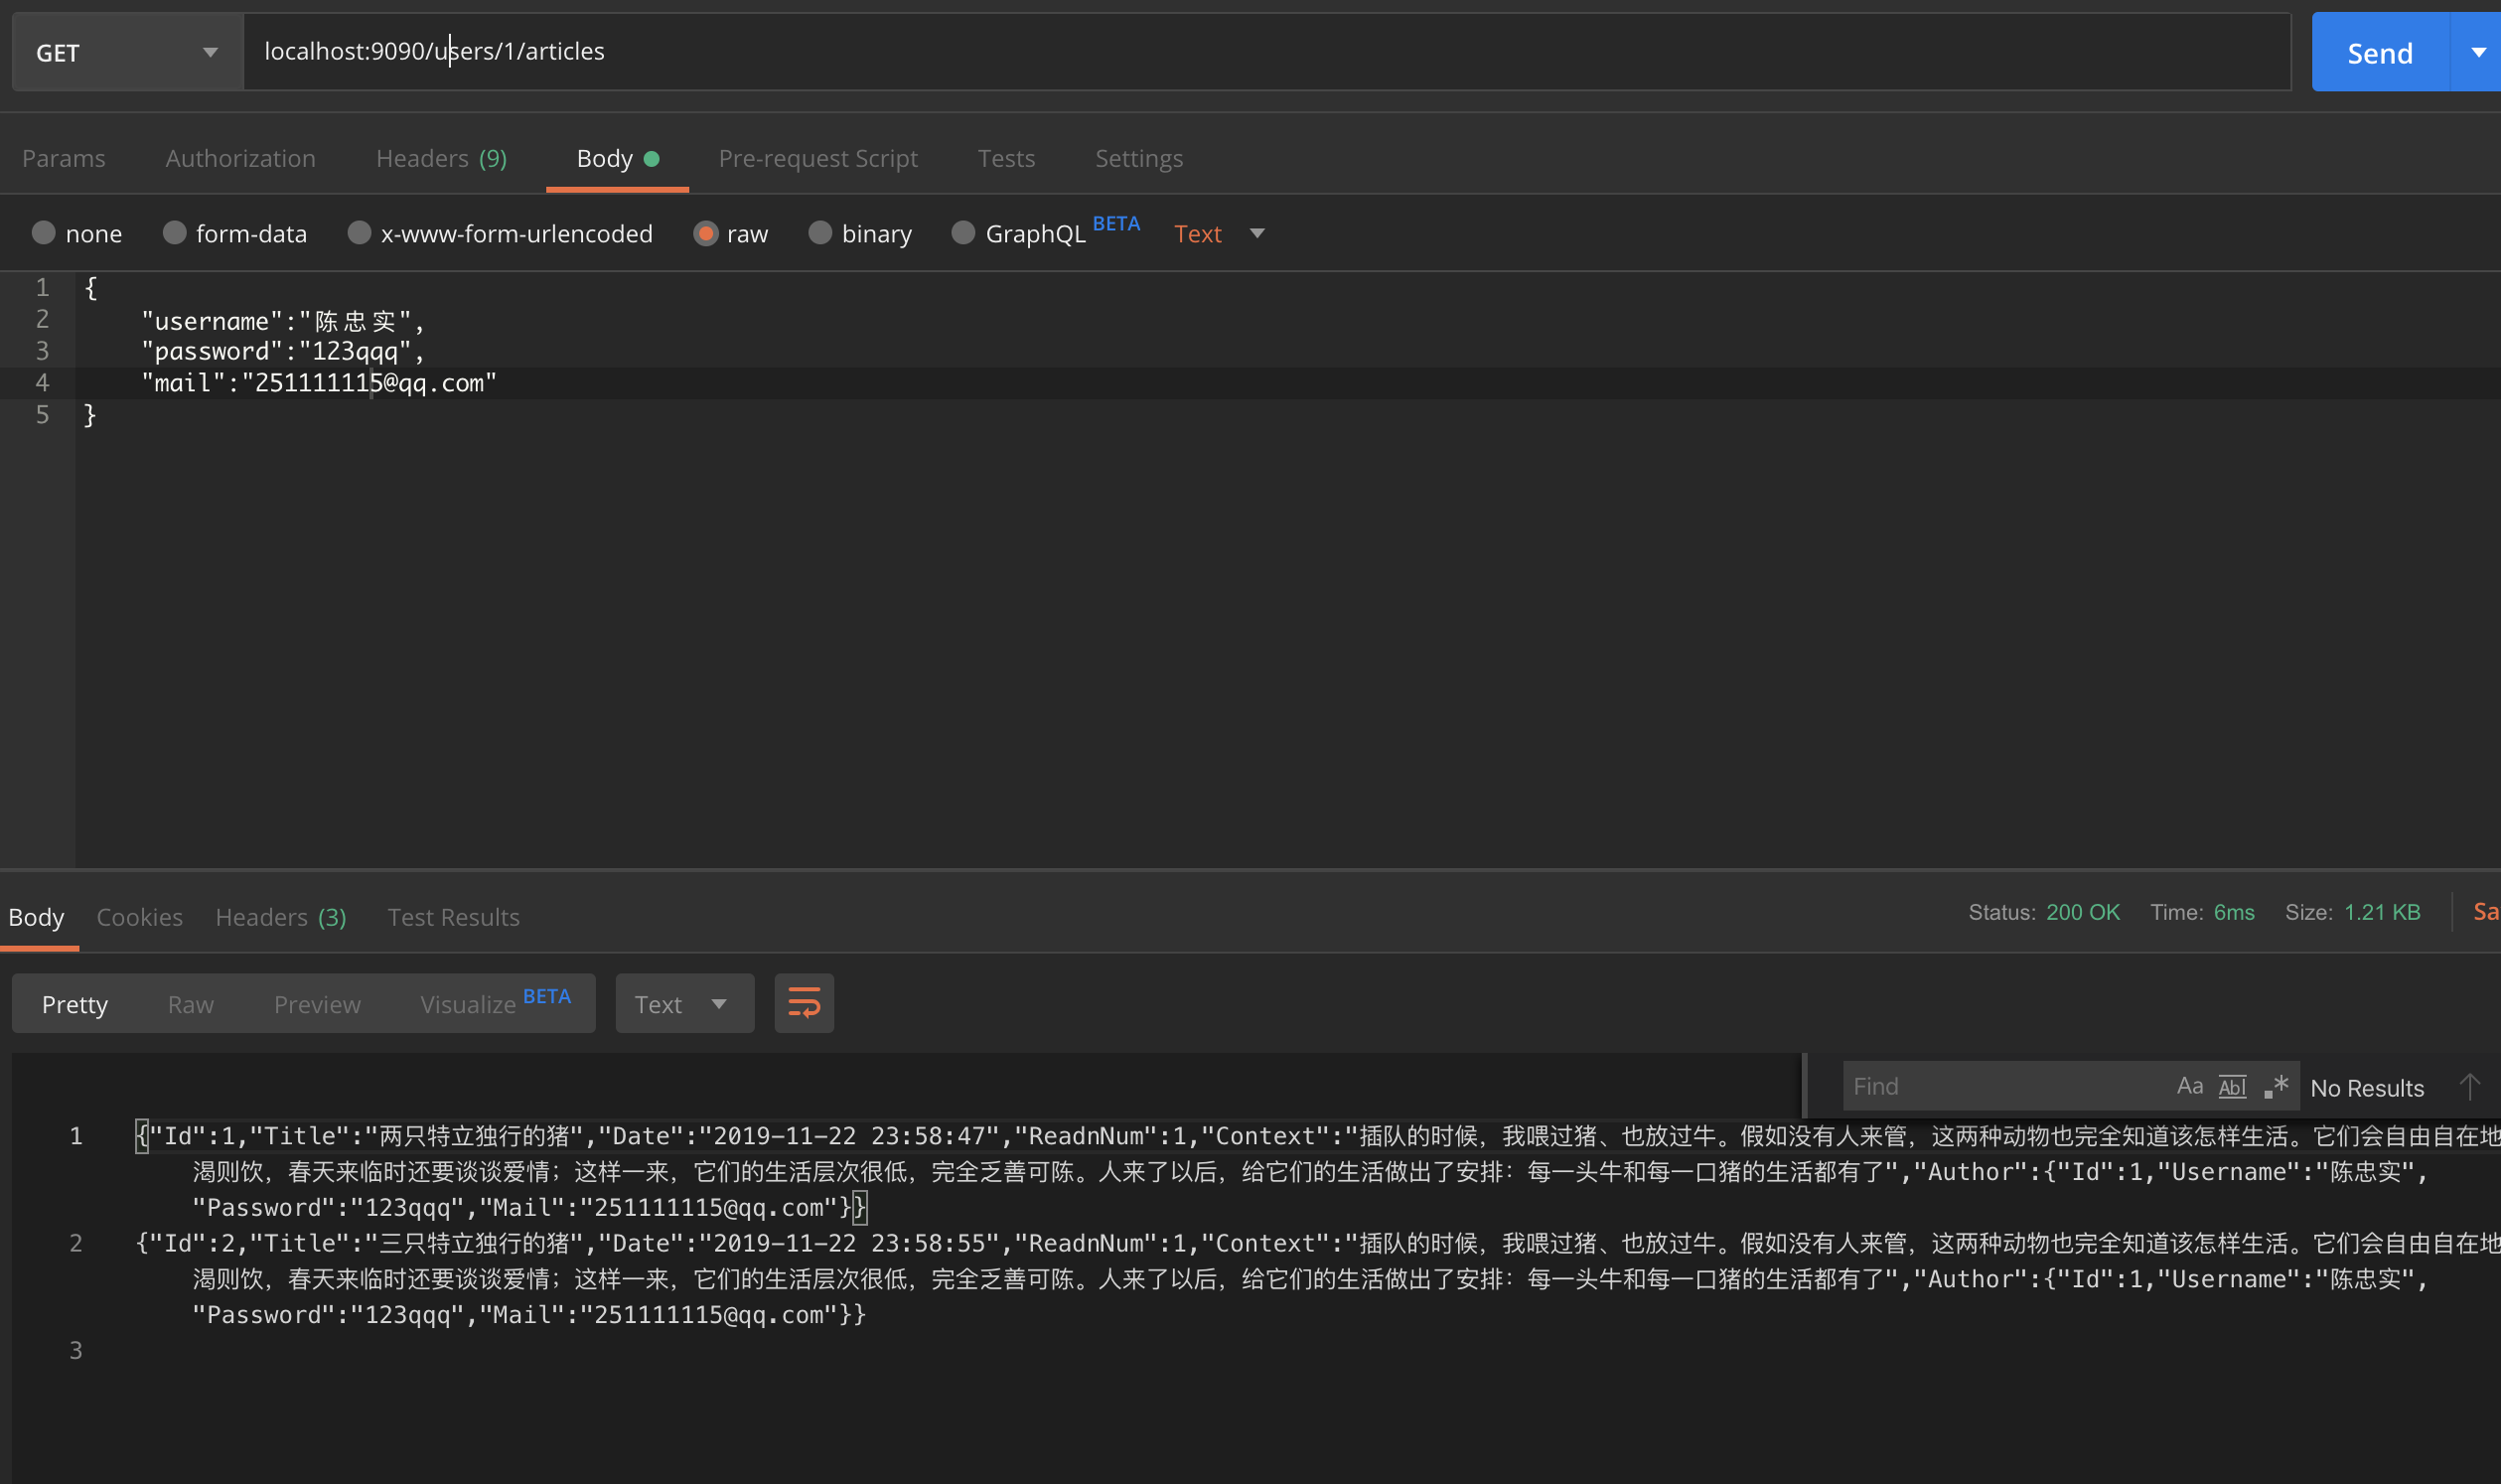 GET localhost:9090/users/1/articles Send
Params Authorization Headers (9) Body Pre-request Script Tests Settings
none form-data x-www-form-urlencoded raw binary GraphQL BETA Text
1 {
2 "username":"陈忠实",
3 "password":"123qqq",
4 "mail":"251111115@qq.com"
5 }
Body Cookies Headers (3) Test Results Status: 200 OK Time: 6ms Size: 1.21 KB Sa
Pretty Raw Preview Visualize BETA Text
Find Aa Abl .* No Results
1 {"Id":1,"Title":"两只特立独行的猪","Date":"2019-11-22 23:58:47","ReadnNum":1,"Context":"插队的时候，我喂过猪、也放过牛。假如没有人来管，这两种动物也完全知道该怎样生活。它们会自由自在地
渴则饮，春天来临时还要谈谈爱情；这样一来，它们的生活层次很低，完全乏善可陈。人来了以后，给它们的生活做出了安排：每一头牛和每一口猪的生活都有了","Author":{"Id":1,"Username":"陈忠实",
"Password":"123qqq","Mail":"251111115@qq.com"}}
2 {"Id":2,"Title":"三只特立独行的猪","Date":"2019-11-22 23:58:55","ReadnNum":1,"Context":"插队的时候，我喂过猪、也放过牛。假如没有人来管，这两种动物也完全知道该怎样生活。它们会自由自在地
渴则饮，春天来临时还要谈谈爱情；这样一来，它们的生活层次很低，完全乏善可陈。人来了以后，给它们的生活做出了安排：每一头牛和每一口猪的生活都有了","Author":{"Id":1,"Username":"陈忠实",
"Password":"123qqq","Mail":"251111115@qq.com"}}
3